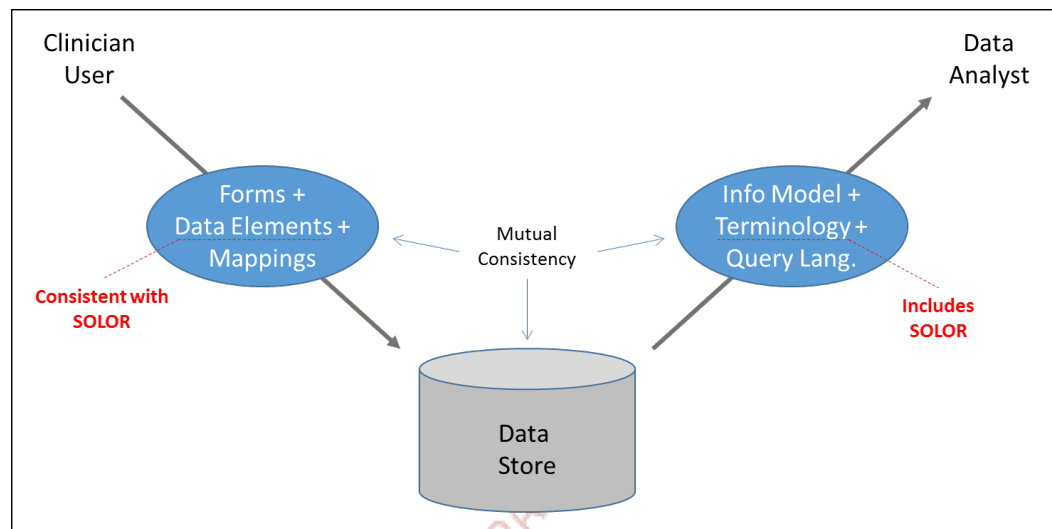 Clinician
User
Data
Analyst
Forms +
Data Elements +
Mappings
Info Model +
Terminology +
Query Lang.
Mutual
Consistency
Consistent with
SOLOR
Includes
SOLOR
Data
Store